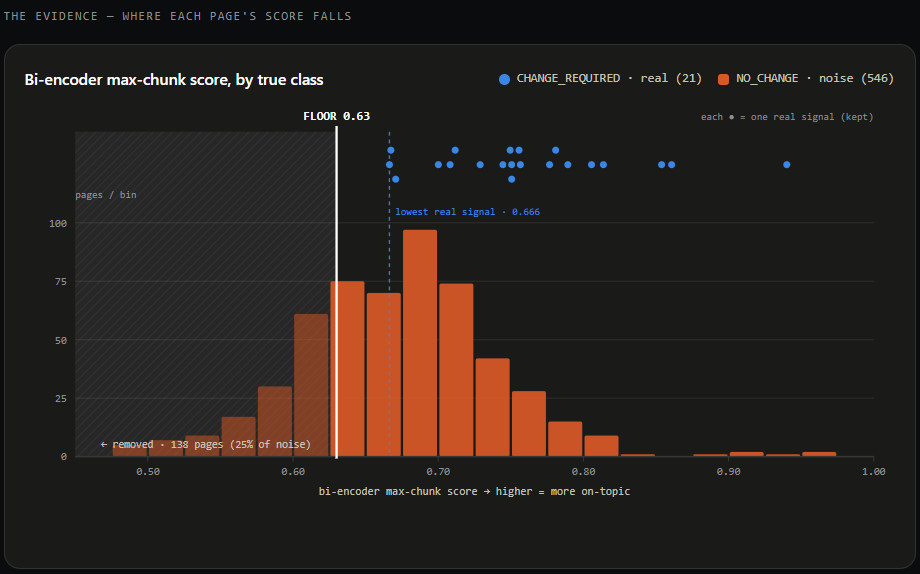 THE EVIDENCE — WHERE EACH PAGE'S SCORE FALLS
Bi-encoder max-chunk score, by true class
CHANGE_REQUIRED · real (21)
NO_CHANGE · noise (546)
FLOOR 0.63
each ● = one real signal (kept)
pages / bin
lowest real signal · 0.666
100
75
50
25
← removed · 138 pages (25% of noise)
0
0.50
0.60
0.70
0.80
0.90
1.00
bi-encoder max-chunk score → higher = more on-topic